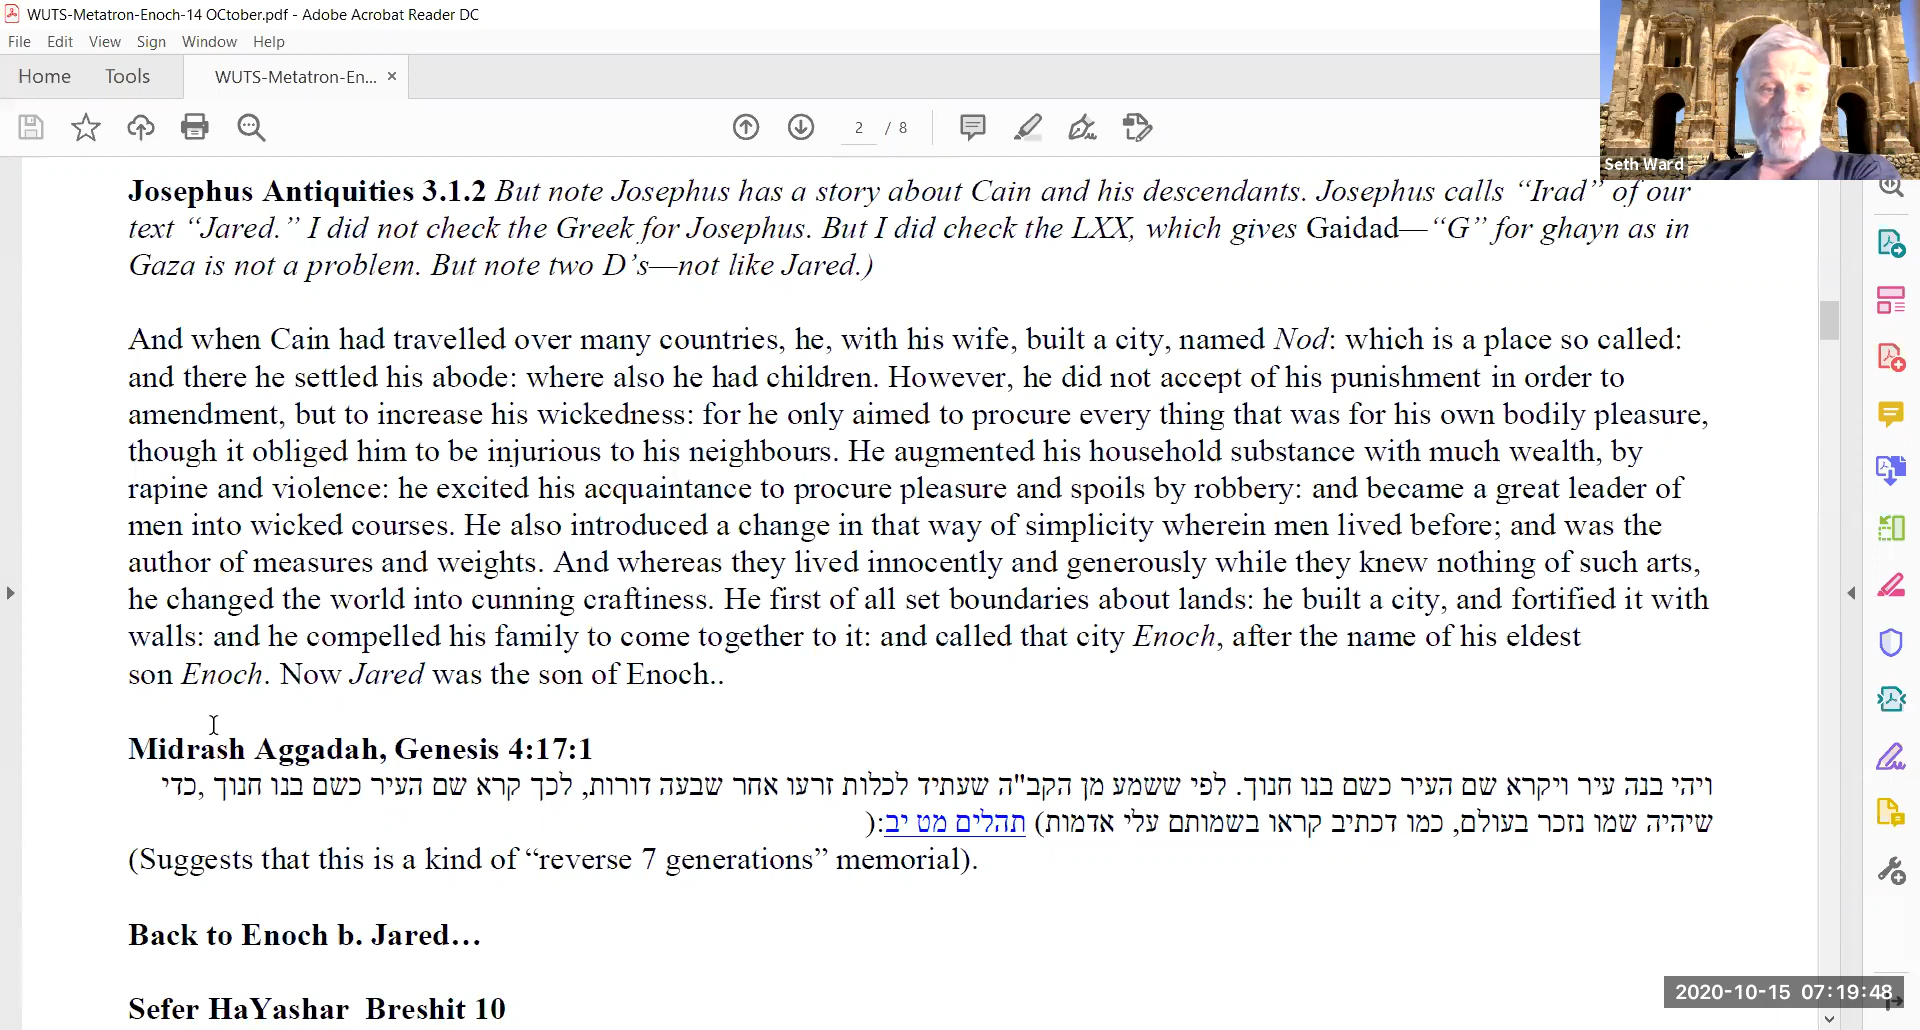 WUTS-Metatron-Enoch-14 OCtober.pdf - Adobe Acrobat Reader DC
File Edit View Sign Window Help
Home Tools WUTS-Metatron-En... ×
2 / 8
Seth Ward
Josephus Antiquities 3.1.2 But note Josephus has a story about Cain and his descendants. Josephus calls “Irad” of our
text “Jared.” I did not check the Greek for Josephus. But I did check the LXX, which gives Gaidad—“G” for ghayn as in
Gaza is not a problem. But note two D’s—not like Jared.)
And when Cain had travelled over many countries, he, with his wife, built a city, named Nod: which is a place so called:
and there he settled his abode: where also he had children. However, he did not accept of his punishment in order to
amendment, but to increase his wickedness: for he only aimed to procure every thing that was for his own bodily pleasure,
though it obliged him to be injurious to his neighbours. He augmented his household substance with much wealth, by
rapine and violence: he excited his acquaintance to procure pleasure and spoils by robbery: and became a great leader of
men into wicked courses. He also introduced a change in that way of simplicity wherein men lived before; and was the
author of measures and weights. And whereas they lived innocently and generously while they knew nothing of such arts,
he changed the world into cunning craftiness. He first of all set boundaries about lands: he built a city, and fortified it with
walls: and he compelled his family to come together to it: and called that city Enoch, after the name of his eldest
son Enoch. Now Jared was the son of Enoch..
Midrash Aggadah, Genesis 4:17:1
ויהי בנה עיר ויקרא שם העיר כשם בנו חנוך. לפי ששמע מן הקב"ה שעתיד לכלות זרעו אחר שבעה דורות, לכך קרא שם העיר כשם בנו חנוך, כדי
שיהיה שמו נזכר בעולם, כמו דכתיב קראו בשמותם עלי אדמות) תהלים מט יב:(
(Suggests that this is a kind of “reverse 7 generations” memorial).
Back to Enoch b. Jared…
Sefer HaYashar Breshit 10
2020-10-15 07:19:48